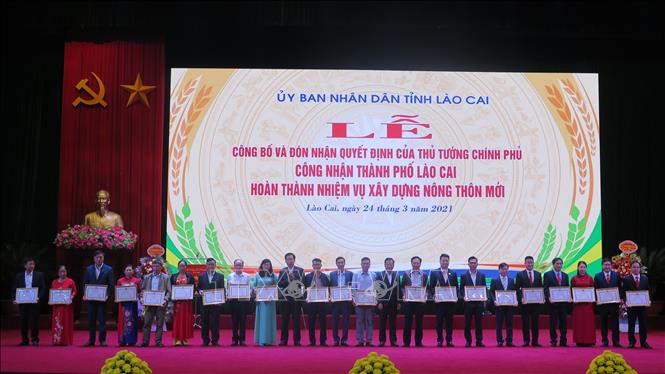 ỦY BAN NHÂN DÂN TỈNH LÀO CAI
LỄ
CÔNG BỐ VÀ ĐÓN NHẬN QUYẾT ĐỊNH CỦA THỦ TƯỚNG CHÍNH PHỦ
CÔNG NHẬN THÀNH PHỐ LÀO CAI
HOÀN THÀNH NHIỆM VỤ XÂY DỰNG NÔNG THÔN MỚI
Lào Cai, ngày 24 tháng 3 năm 2021